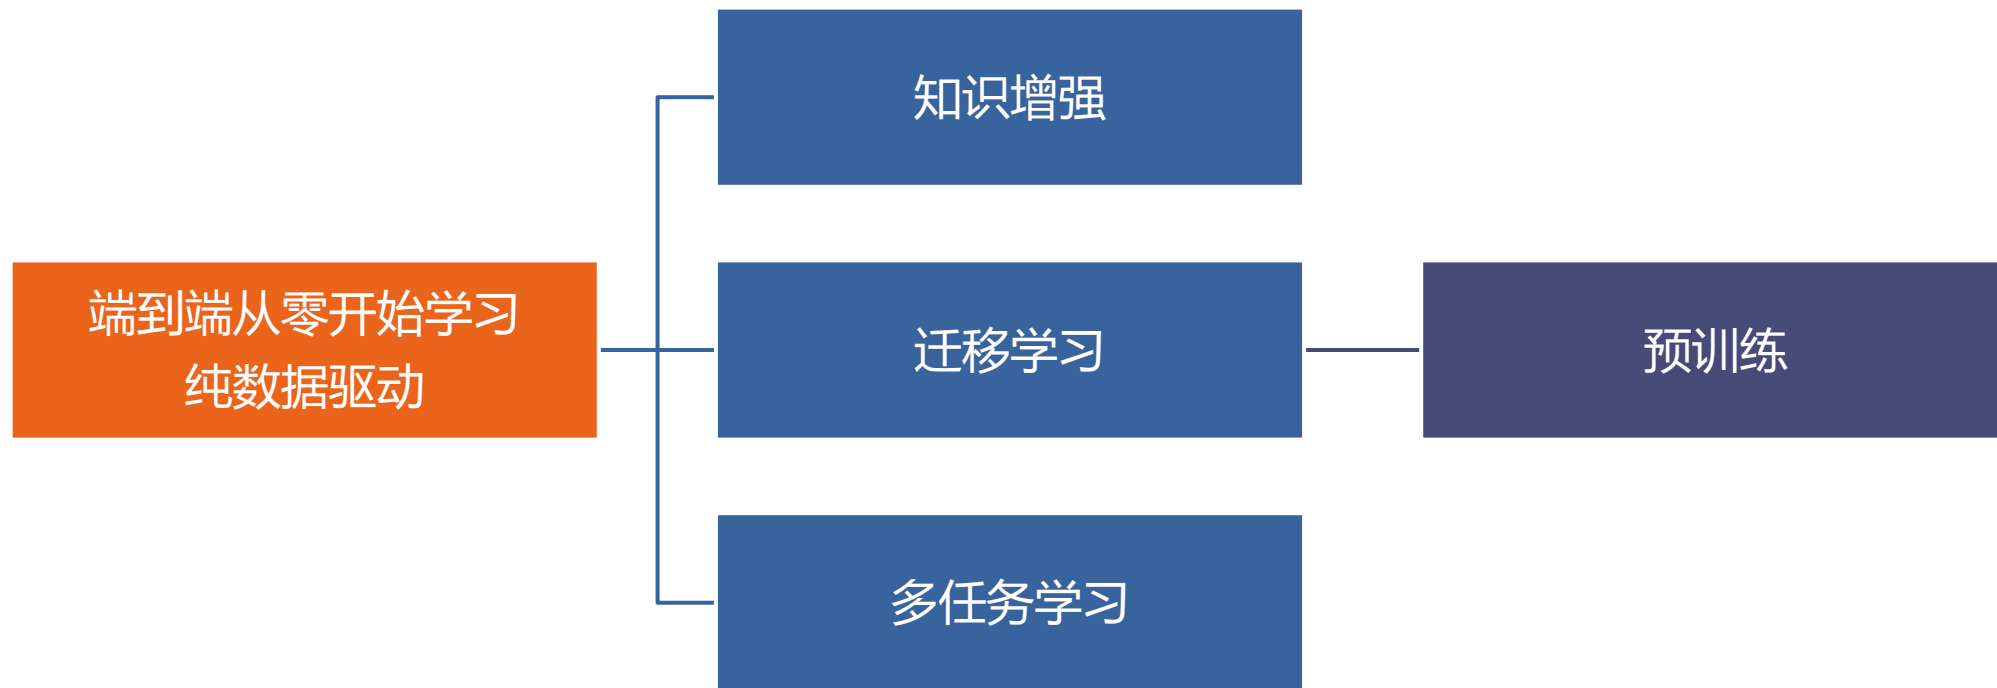 知识增强
端到端从零开始学习
纯数据驱动
迁移学习
预训练
多任务学习